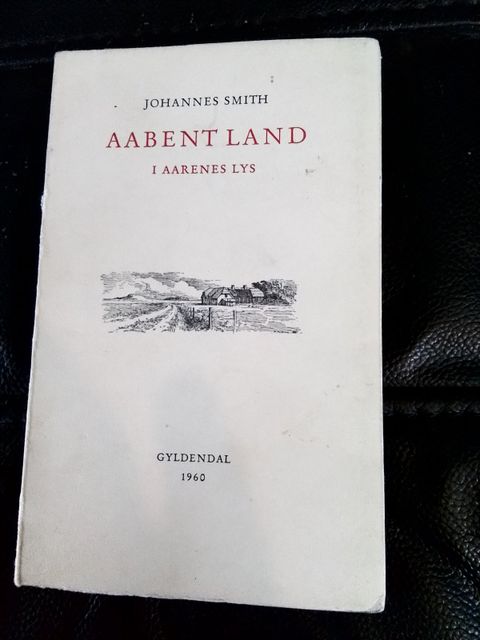 JOHANNES SMITH
AABENT LAND
I AARENES LYS
GYLDENDAL
1960